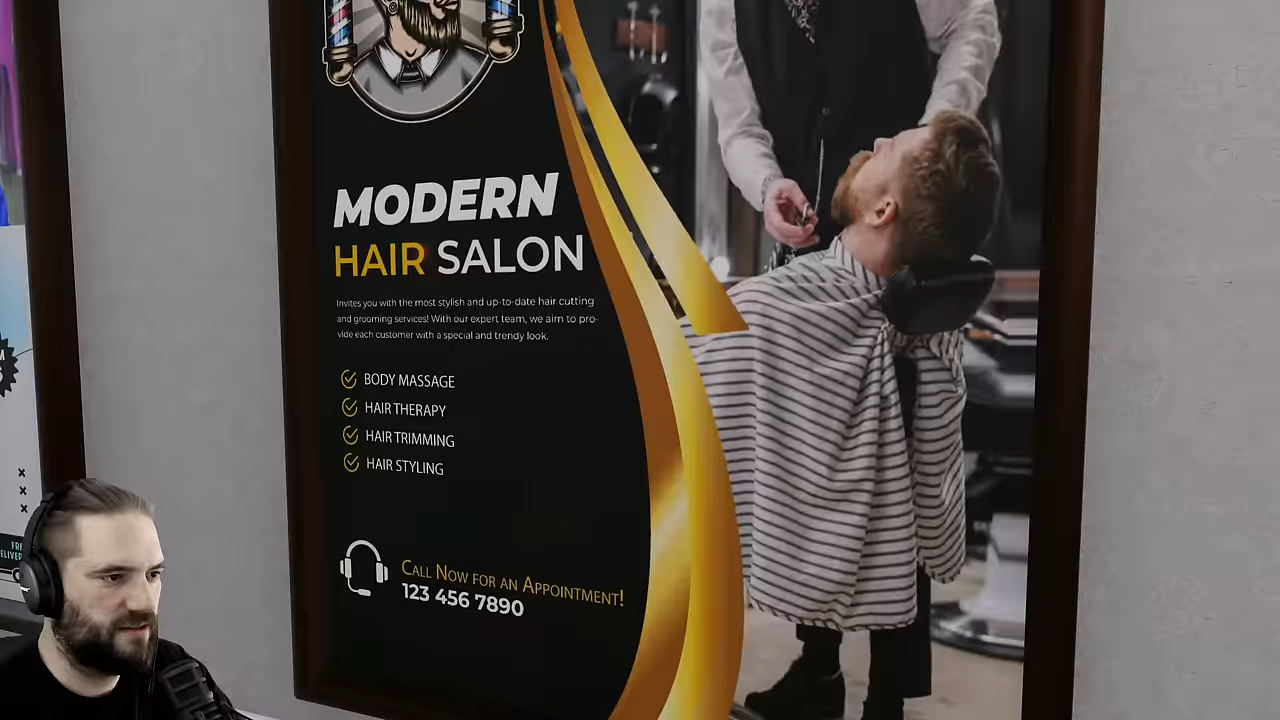 MODERN
HAIR SALON
Invites you with the most stylish and up-to-date hair cutting
and grooming services! With our expert team, we aim to pro-
vide each customer with a special and trendy look.
BODY MASSAGE
HAIR THERAPY
HAIR TRIMMING
HAIR STYLING
CALL NOW FOR AN APPOINTMENT!
123 456 7890